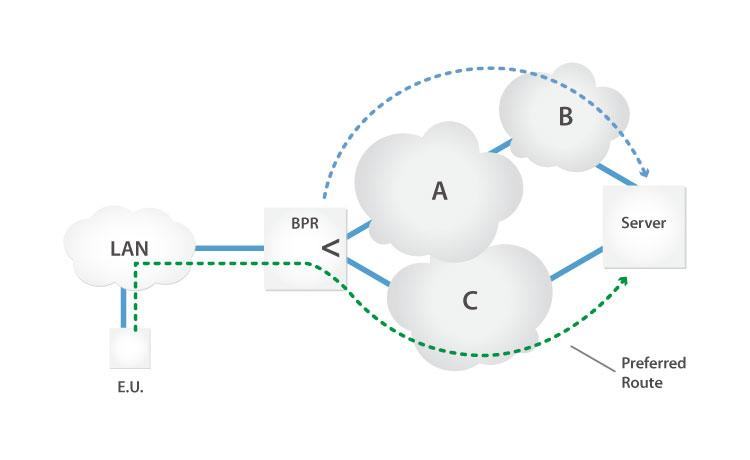 B
A
BPR
<
Server
LAN
C
Preferred
Route
E.U.